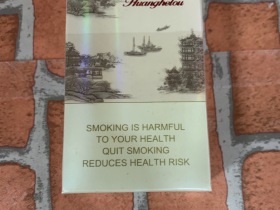 Huanghelou
SMOKING IS HARMFUL
TO YOUR HEALTH
QUIT SMOKING
REDUCES HEALTH RISK